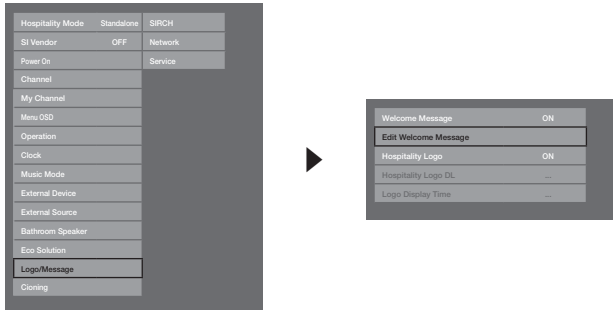 Hospitality Mode Standalone SIRCH
SI Vendor OFF Network
Power On Service
Channel
My Channel
Menu OSD
Operation
Clock
Music Mode
External Device
External Source
Bathroom Speaker
Eco Solution
Logo/Message
Cloning
Welcome Message ON
Edit Welcome Message
Hospitality Logo ON
Hospitality Logo DL ...
Logo Display Time ...